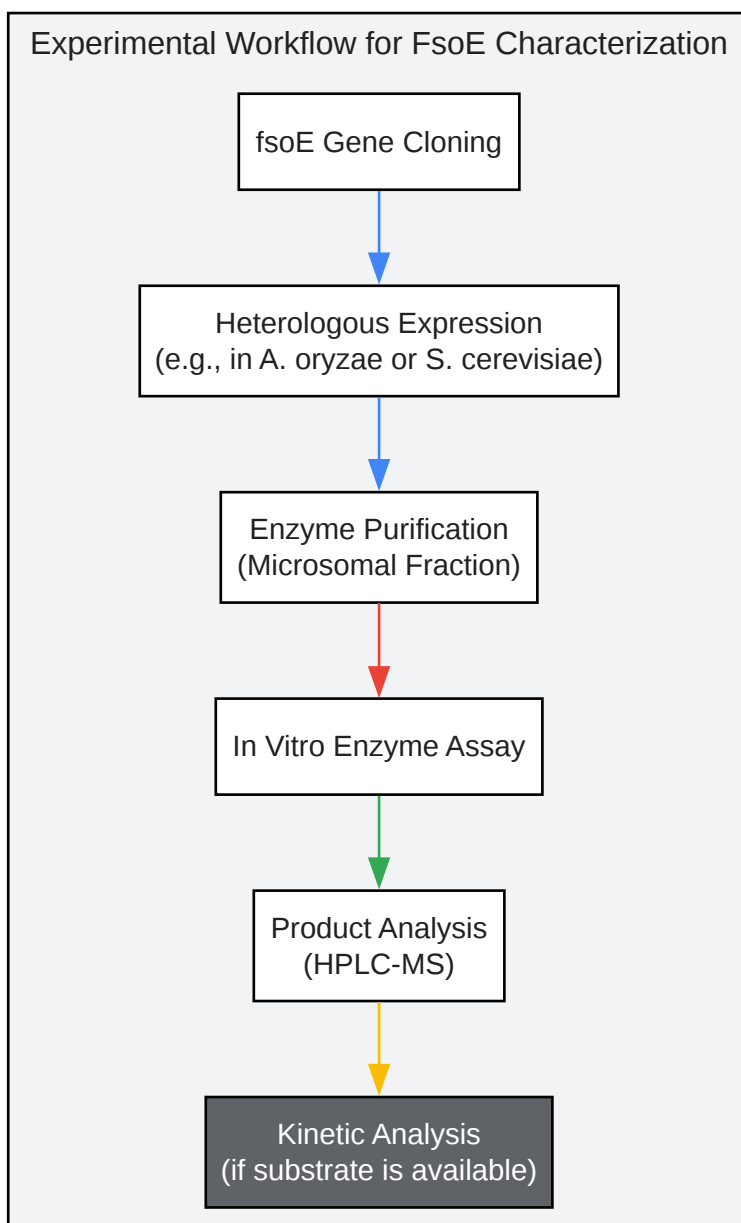 Experimental Workflow for FsoE Characterization
fsoE Gene Cloning
Heterologous Expression
(e.g., in A. oryzae or S. cerevisiae)
Enzyme Purification
(Microsomal Fraction)
In Vitro Enzyme Assay
Product Analysis
(HPLC-MS)
Kinetic Analysis
(if substrate is available)